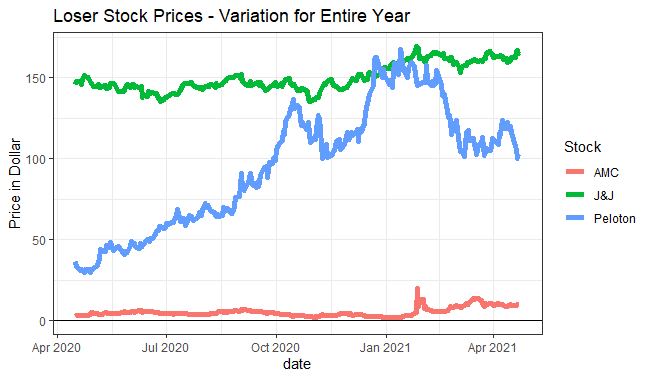 Loser Stock Prices - Variation for Entire Year
Price in Dollar
150
100
50
0
Apr 2020
Jul 2020
Oct 2020
Jan 2021
Apr 2021
date
Stock
AMC
J&J
Peloton